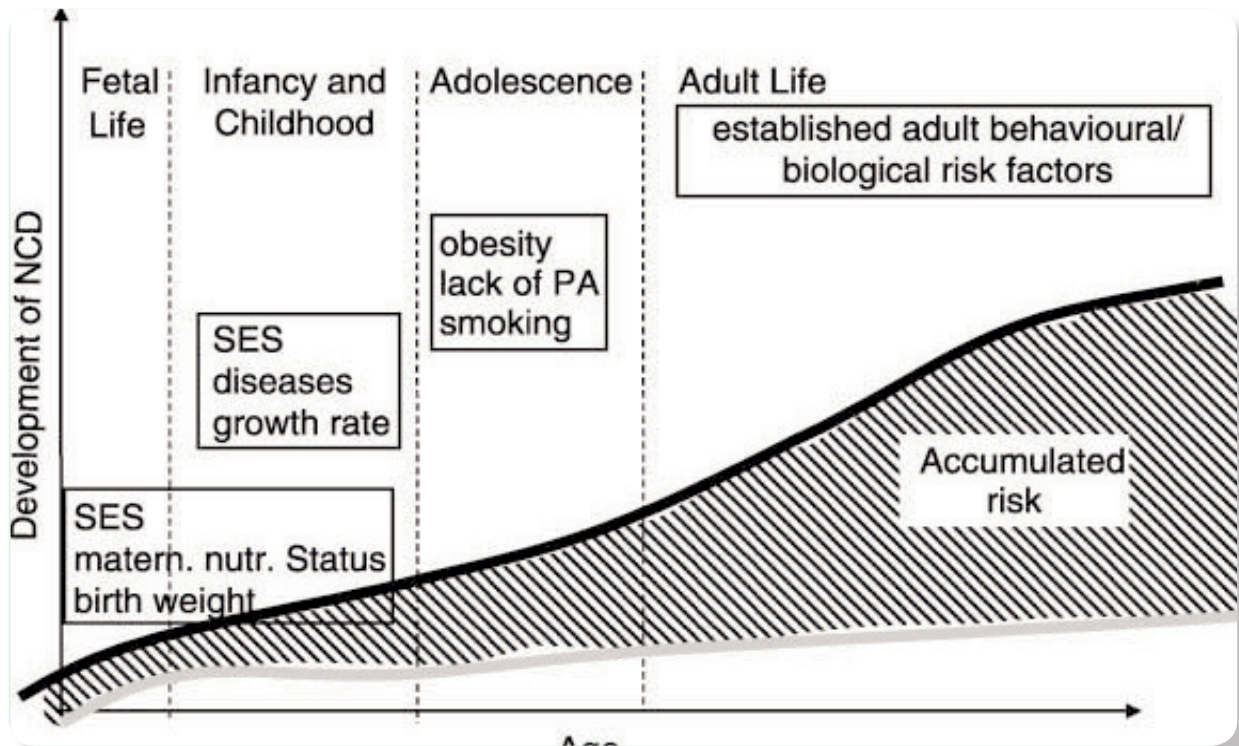 Fetal
Life
Infancy and
Childhood
Adolescence
Adult Life
established adult behavioural/
biological risk factors
obesity
lack of PA
smoking
SES
diseases
growth rate
SES
matern. nutr. Status
birth weight
Accumulated
risk
Development of NCD
Age